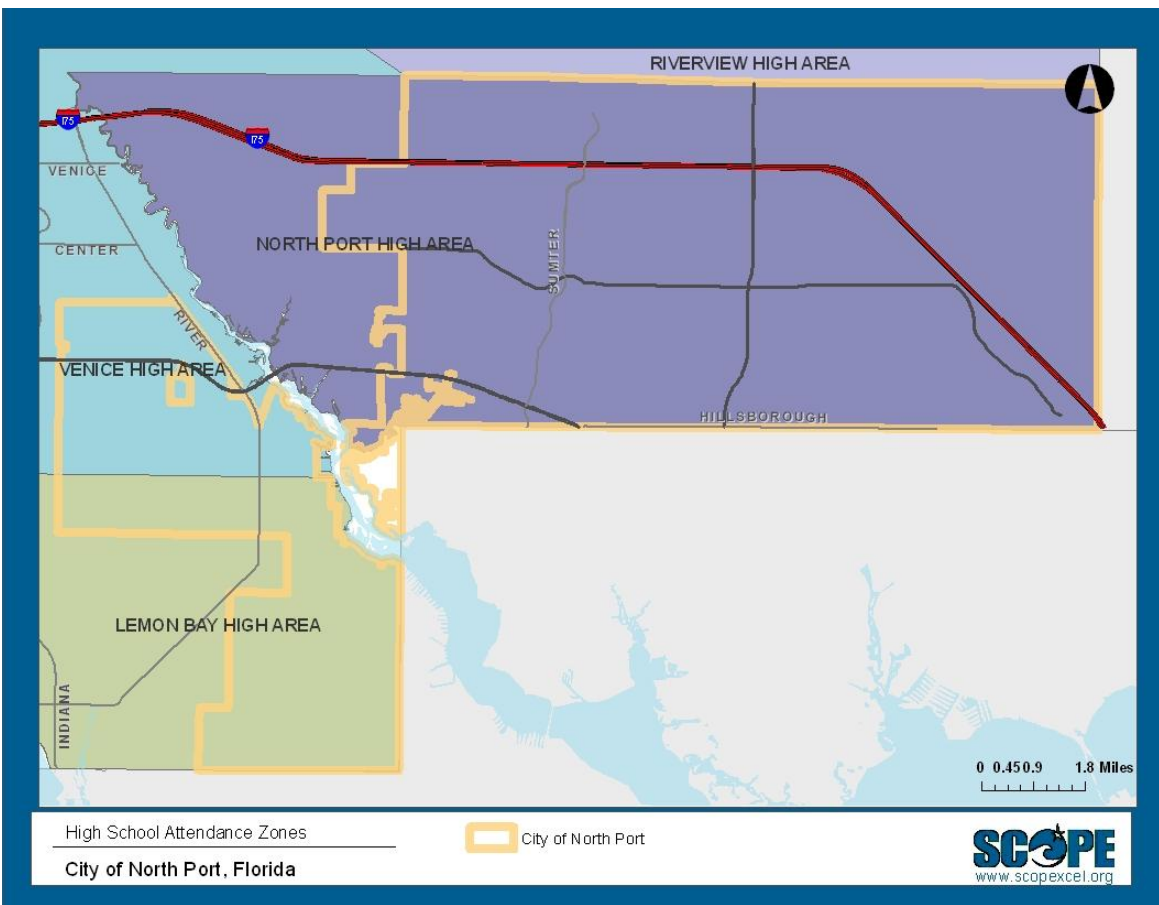 RIVERVIEW HIGH AREA
175
175
VENICE
NORTH PORT HIGH AREA
CENTER
SUMTER
RIVER
VENICE HIGH AREA
HILLSBOROUGH
LEMON BAY HIGH AREA
INDIANA
0 0.45 0.9 1.8 Miles
High School Attendance Zones
City of North Port
City of North Port, Florida
SCOPE
www.scopexcel.org